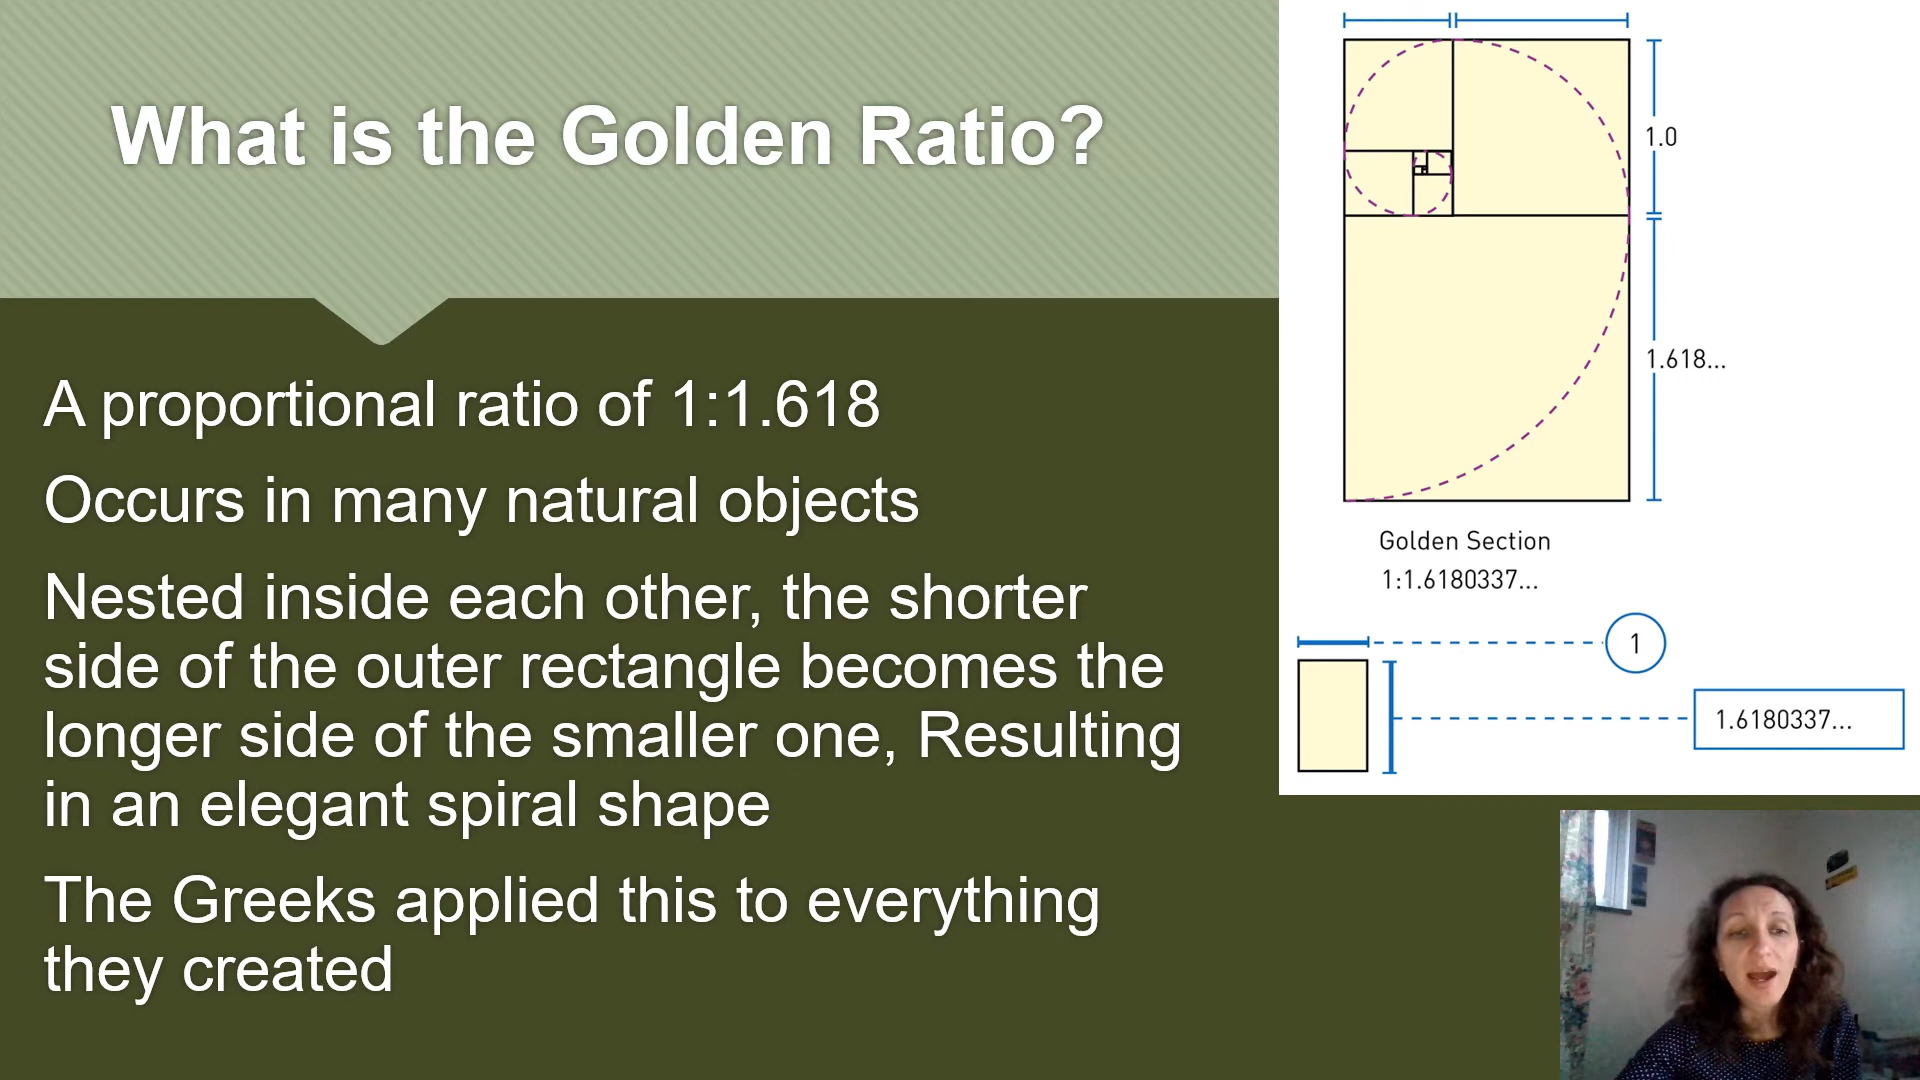 What is the Golden Ratio?
A proportional ratio of 1:1.618
Occurs in many natural objects
Nested inside each other, the shorter
side of the outer rectangle becomes the
longer side of the smaller one, Resulting
in an elegant spiral shape
The Greeks applied this to everything
they created
1.0
1.618...
Golden Section
1:1.6180337...
1
1.6180337...